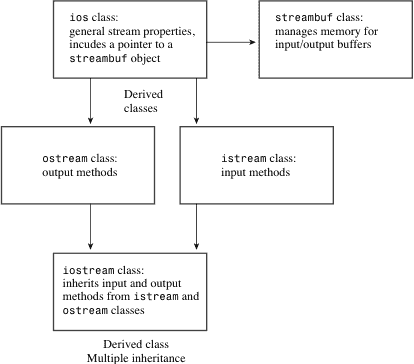 ios class:
general stream properties,
incudes a pointer to a
streambuf object
streambuf class:
manages memory for
input/output buffers
Derived
classes
ostream class:
output methods
istream class:
input methods
iostream class:
inherits input and output
methods from istream and
ostream classes
Derived class
Multiple inheritance